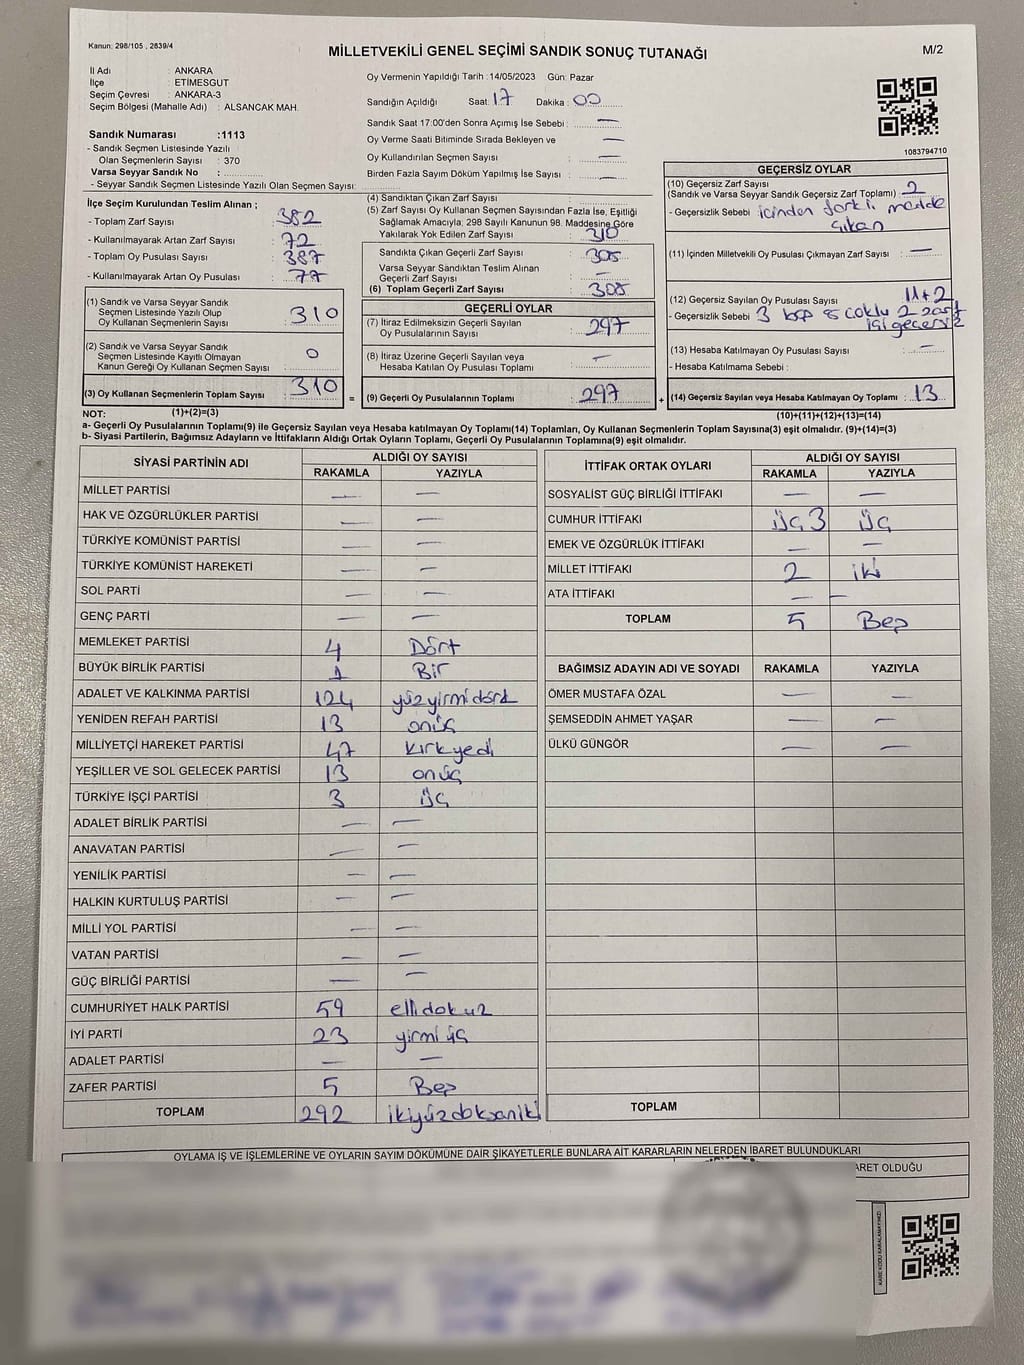 Kanun: 298/105 , 2839/4
MİLLETVEKİLİ GENEL SEÇİMİ SANDIK SONUÇ TUTANAĞI
M/2
İl Adı : ANKARA
İlçe : ETİMESGUT
Seçim Çevresi : ANKARA-3
Seçim Bölgesi (Mahalle Adı) : ALSANCAK MAH.
Sandık Numarası :1113
- Sandık Seçmen Listesinde Yazılı
Olan Seçmenlerin Sayısı : 370
Varsa Seyyar Sandık No :
- Seyyar Sandık Seçmen Listesinde Yazılı Olan Seçmen Sayısı:
Oy Vermenin Yapıldığı Tarih :14/05/2023 Gün: Pazar
Sandığın Açıldığı Saat: 17 Dakika : 00
Sandık Saat 17:00'den Sonra Açımış İse Sebebi : —
Oy Verme Saati Bitiminde Sırada Bekleyen ve —
Oy Kullandırılan Seçmen Sayısı : —
Birden Fazla Sayım Döküm Yapılmış İse Sayısı : —
1083794710
İlçe Seçim Kurulundan Teslim Alınan ;
- Toplam Zarf Sayısı : 382
- Kullanılmayarak Artan Zarf Sayısı : 72
- Toplam Oy Pusulası Sayısı : 387
- Kullanılmayarak Artan Oy Pusulası : 77
(1) Sandık ve Varsa Seyyar Sandık
Seçmen Listesinde Yazılı Olup
Oy Kullanan Seçmenlerin Sayısı : 310
(2) Sandık ve Varsa Seyyar Sandık
Seçmen Listesinde Kayıtlı Olmayan
Kanun Gereği Oy Kullanan Seçmen Sayısı : 0
(3) Oy Kullanan Seçmenlerin Toplam Sayısı : 310
(4) Sandıktan Çıkan Zarf Sayısı :
(5) Zarf Sayısı Oy Kullanan Seçmen Sayısından Fazla İse, Eşitliği
Sağlamak Amacıyla; 298 Sayılı Kanunun 98. Maddesine Göre
Yakılarak Yok Edilen Zarf Sayısı : 310
Sandıkta Çıkan Geçerli Zarf Sayısı : 308
Varsa Seyyar Sandıktan Teslim Alınan
Geçerli Zarf Sayısı : —
(6) Toplam Geçerli Zarf Sayısı : 308
GEÇERLİ OYLAR
(7) İtiraz Edilmeksizin Geçerli Sayılan
Oy Pusulalarının Sayısı : 297
(8) İtiraz Üzerine Geçerli Sayılan veya
Hesaba Katılan Oy Pusulası Toplamı : —
= (9) Geçerli Oy Pusulalarının Toplamı : 297
GEÇERSİZ OYLAR
(10) Geçersiz Zarf Sayısı
(Sandık ve Varsa Seyyar Sandık Geçersiz Zarf Toplamı) : 2
- Geçersizlik Sebebi : içinden farklı madde
çıkan
(11) İçinden Milletvekili Oy Pusulası Çıkmayan Zarf Sayısı : —
(12) Geçersiz Sayılan Oy Pusulası Sayısı : 11+2
- Geçersizlik Sebebi : 3 boş 8 çoklu 2 zarf
içi geçersiz
(13) Hesaba Katılmayan Oy Pusulası Sayısı : —
- Hesaba Katılmama Sebebi :
+ (14) Geçersiz Sayılan veya Hesaba Katılmayan Oy Toplamı : 13
NOT: (1)+(2)=(3)
(10)+(11)+(12)+(13)=(14)
a- Geçerli Oy Pusulalarının Toplamı(9) ile Geçersiz Sayılan veya Hesaba katılmayan Oy Toplamı(14) Toplamları, Oy Kullanan Seçmenlerin Toplam Sayısına(3) eşit olmalıdır. (9)+(14)=(3)
b- Siyasi Partilerin, Bağımsız Adayların ve İttifakların Aldığı Ortak Oyların Toplamı, Geçerli Oy Pusulalarının Toplamına(9) eşit olmalıdır.
SİYASİ PARTİNİN ADI ALDIĞI OY SAYISI
RAKAMLA YAZIYLA
MİLLET PARTİSİ — —
HAK VE ÖZGÜRLÜKLER PARTİSİ — —
TÜRKİYE KOMÜNİST PARTİSİ — —
TÜRKİYE KOMÜNİST HAREKETİ — —
SOL PARTİ — —
GENÇ PARTİ — —
MEMLEKET PARTİSİ 4 Dört
BÜYÜK BİRLİK PARTİSİ 1 Bir
ADALET VE KALKINMA PARTİSİ 124 yüzyirmidört
YENİDEN REFAH PARTİSİ 13 onüç
MİLLİYETÇİ HAREKET PARTİSİ 47 kırkyedi
YEŞİLLER VE SOL GELECEK PARTİSİ 13 onüç
TÜRKİYE İŞÇİ PARTİSİ 3 üç
ADALET BİRLİK PARTİSİ — —
ANAVATAN PARTİSİ — —
YENİLİK PARTİSİ — —
HALKIN KURTULUŞ PARTİSİ — —
MİLLİ YOL PARTİSİ — —
VATAN PARTİSİ — —
GÜÇ BİRLİĞİ PARTİSİ — —
CUMHURİYET HALK PARTİSİ 59 ellidokuz
İYİ PARTİ 23 yirmiüç
ADALET PARTİSİ — —
ZAFER PARTİSİ 5 Beş
TOPLAM 292 ikiyüzdoksaniki
İTTİFAK ORTAK OYLARI ALDIĞI OY SAYISI
RAKAMLA YAZIYLA
SOSYALİST GÜÇ BİRLİĞİ İTTİFAKI — —
CUMHUR İTTİFAKI üç 3 üç
EMEK VE ÖZGÜRLÜK İTTİFAKI — —
MİLLET İTTİFAKI 2 iki
ATA İTTİFAKI — —
TOPLAM 5 Beş
BAĞIMSIZ ADAYIN ADI VE SOYADI RAKAMLA YAZIYLA
ÖMER MUSTAFA ÖZAL — —
ŞEMSEDDİN AHMET YAŞAR — —
ÜLKÜ GÜNGÖR — —
TOPLAM
OYLAMA İŞ VE İŞLEMLERİNE VE OYLARIN SAYIM DÖKÜMÜNE DAİR ŞİKAYETLERLE BUNLARA AİT KARARLARIN NELERDEN İBARET BULUNDUKLARI
ARET OLDUĞU